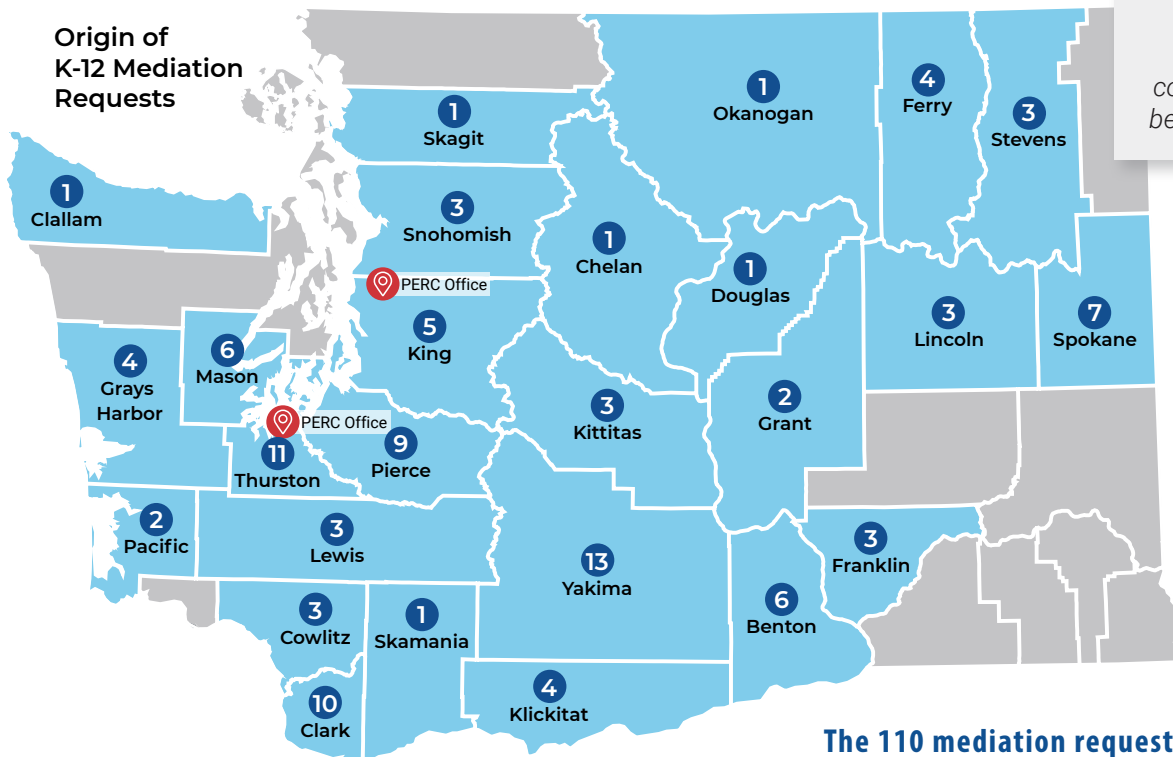 Origin of
K-12 Mediation
Requests
1
Skagit
1
Okanogan
4
Ferry
3
Stevens
co
be
1
Clallam
3
Snohomish
1
Chelan
1
Douglas
PERC Office
5
King
3
Lincoln
7
Spokane
6
Mason
4
Grays
Harbor
3
Kittitas
2
Grant
PERC Office
11
Thurston
9
Pierce
2
Pacific
3
Lewis
13
Yakima
3
Franklin
3
Cowlitz
1
Skamania
6
Benton
10
Clark
4
Klickitat
The 110 mediation request